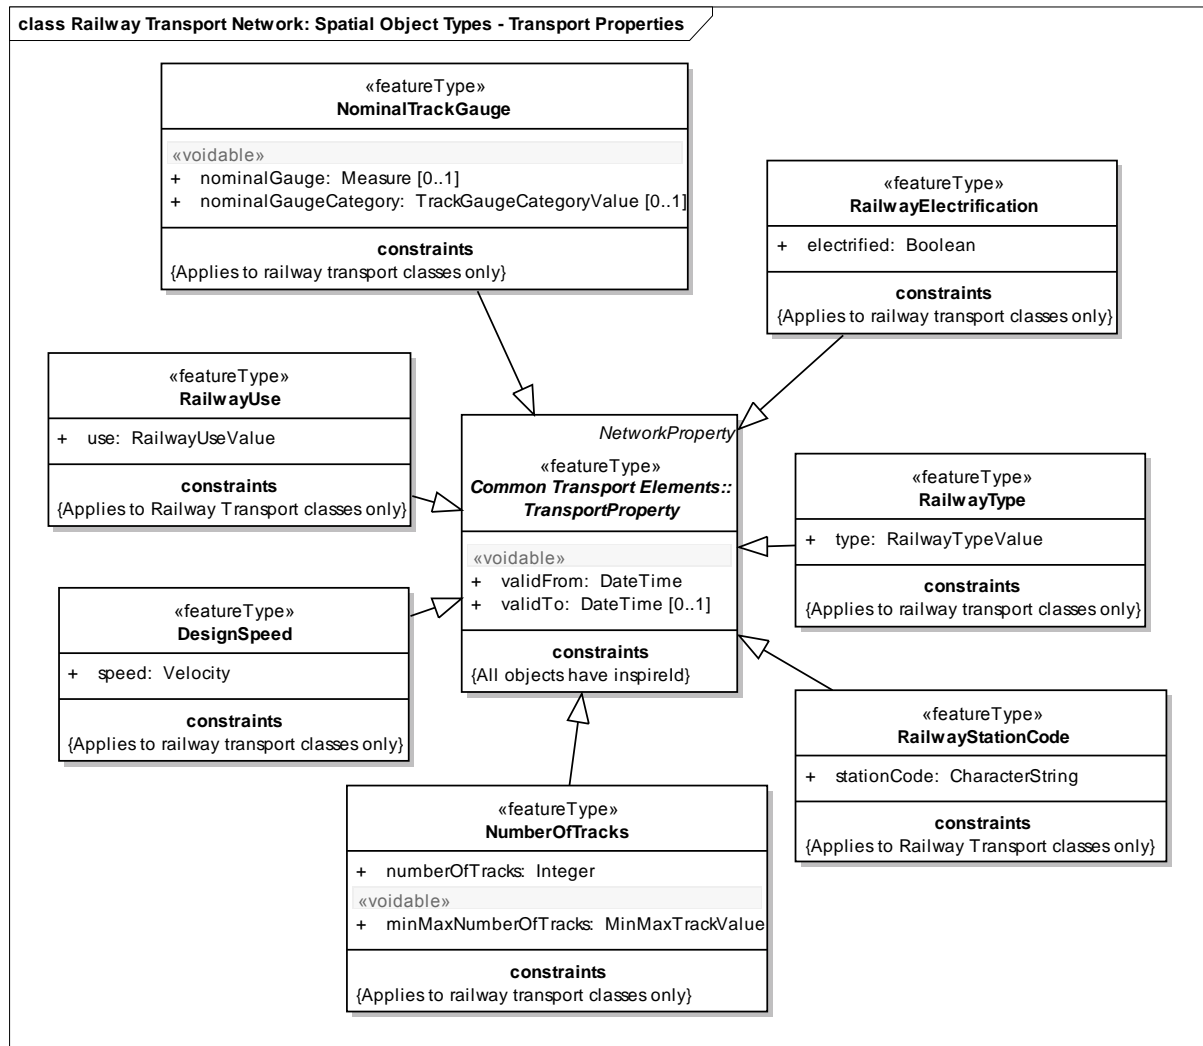 class Railway Transport Network: Spatial Object Types - Transport Properties
«featureType»
NominalTrackGauge
«voidable»
+ nominalGauge: Measure [0..1]
+ nominalGaugeCategory: TrackGaugeCategoryValue [0..1]
constraints
{Applies to railway transport classes only}
«featureType»
RailwayElectrification
+ electrified: Boolean
constraints
{Applies to railway transport classes only}
«featureType»
RailwayUse
+ use: RailwayUseValue
constraints
{Applies to Railway Transport classes only}
NetworkProperty
«featureType»
Common Transport Elements::
TransportProperty
«voidable»
+ validFrom: DateTime
+ validTo: DateTime [0..1]
constraints
{All objects have inspireId}
«featureType»
RailwayType
+ type: RailwayTypeValue
constraints
{Applies to railway transport classes only}
«featureType»
DesignSpeed
+ speed: Velocity
constraints
{Applies to railway transport classes only}
«featureType»
RailwayStationCode
+ stationCode: CharacterString
constraints
{Applies to Railway Transport classes only}
«featureType»
NumberOfTracks
+ numberOfTracks: Integer
«voidable»
+ minMaxNumberOfTracks: MinMaxTrackValue
constraints
{Applies to railway transport classes only}